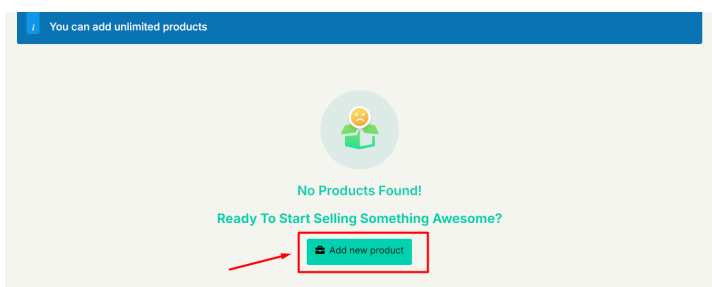 i You can add unlimited products
No Products Found!
Ready To Start Selling Something Awesome?
Add new product